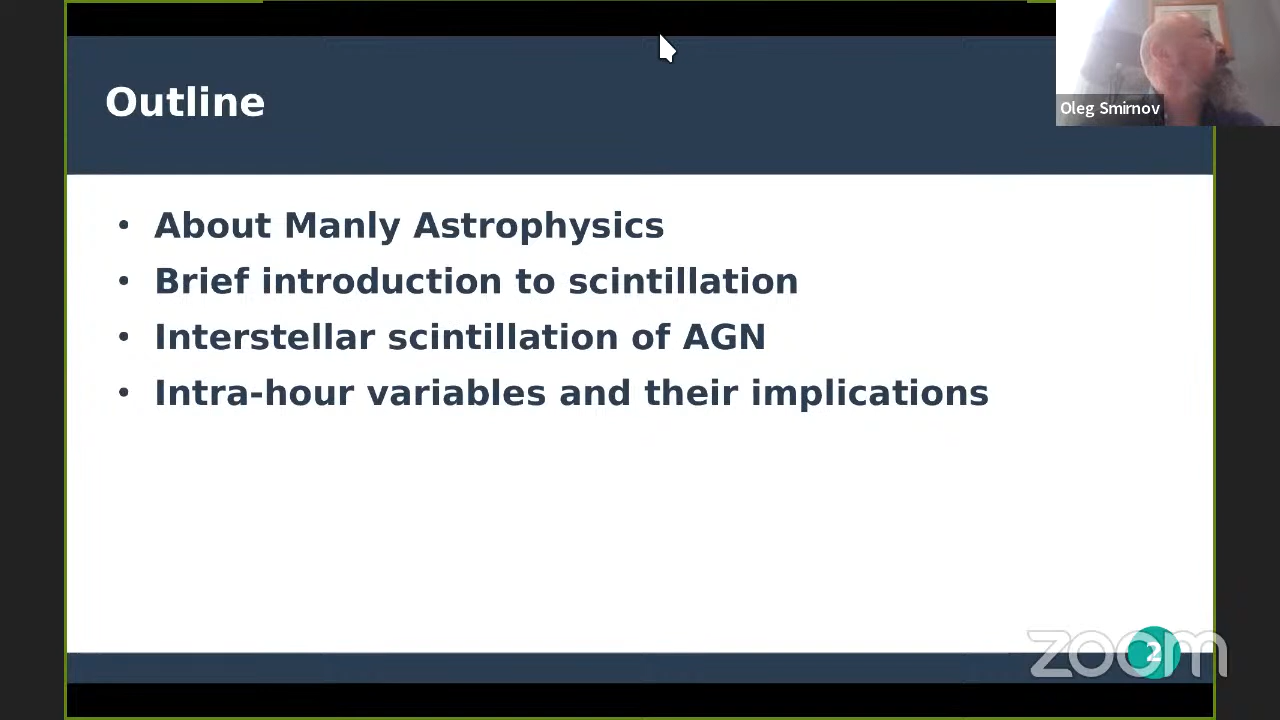 Outline
Oleg Smirnov
• About Manly Astrophysics
• Brief introduction to scintillation
• Interstellar scintillation of AGN
• Intra-hour variables and their implications
zoom
2